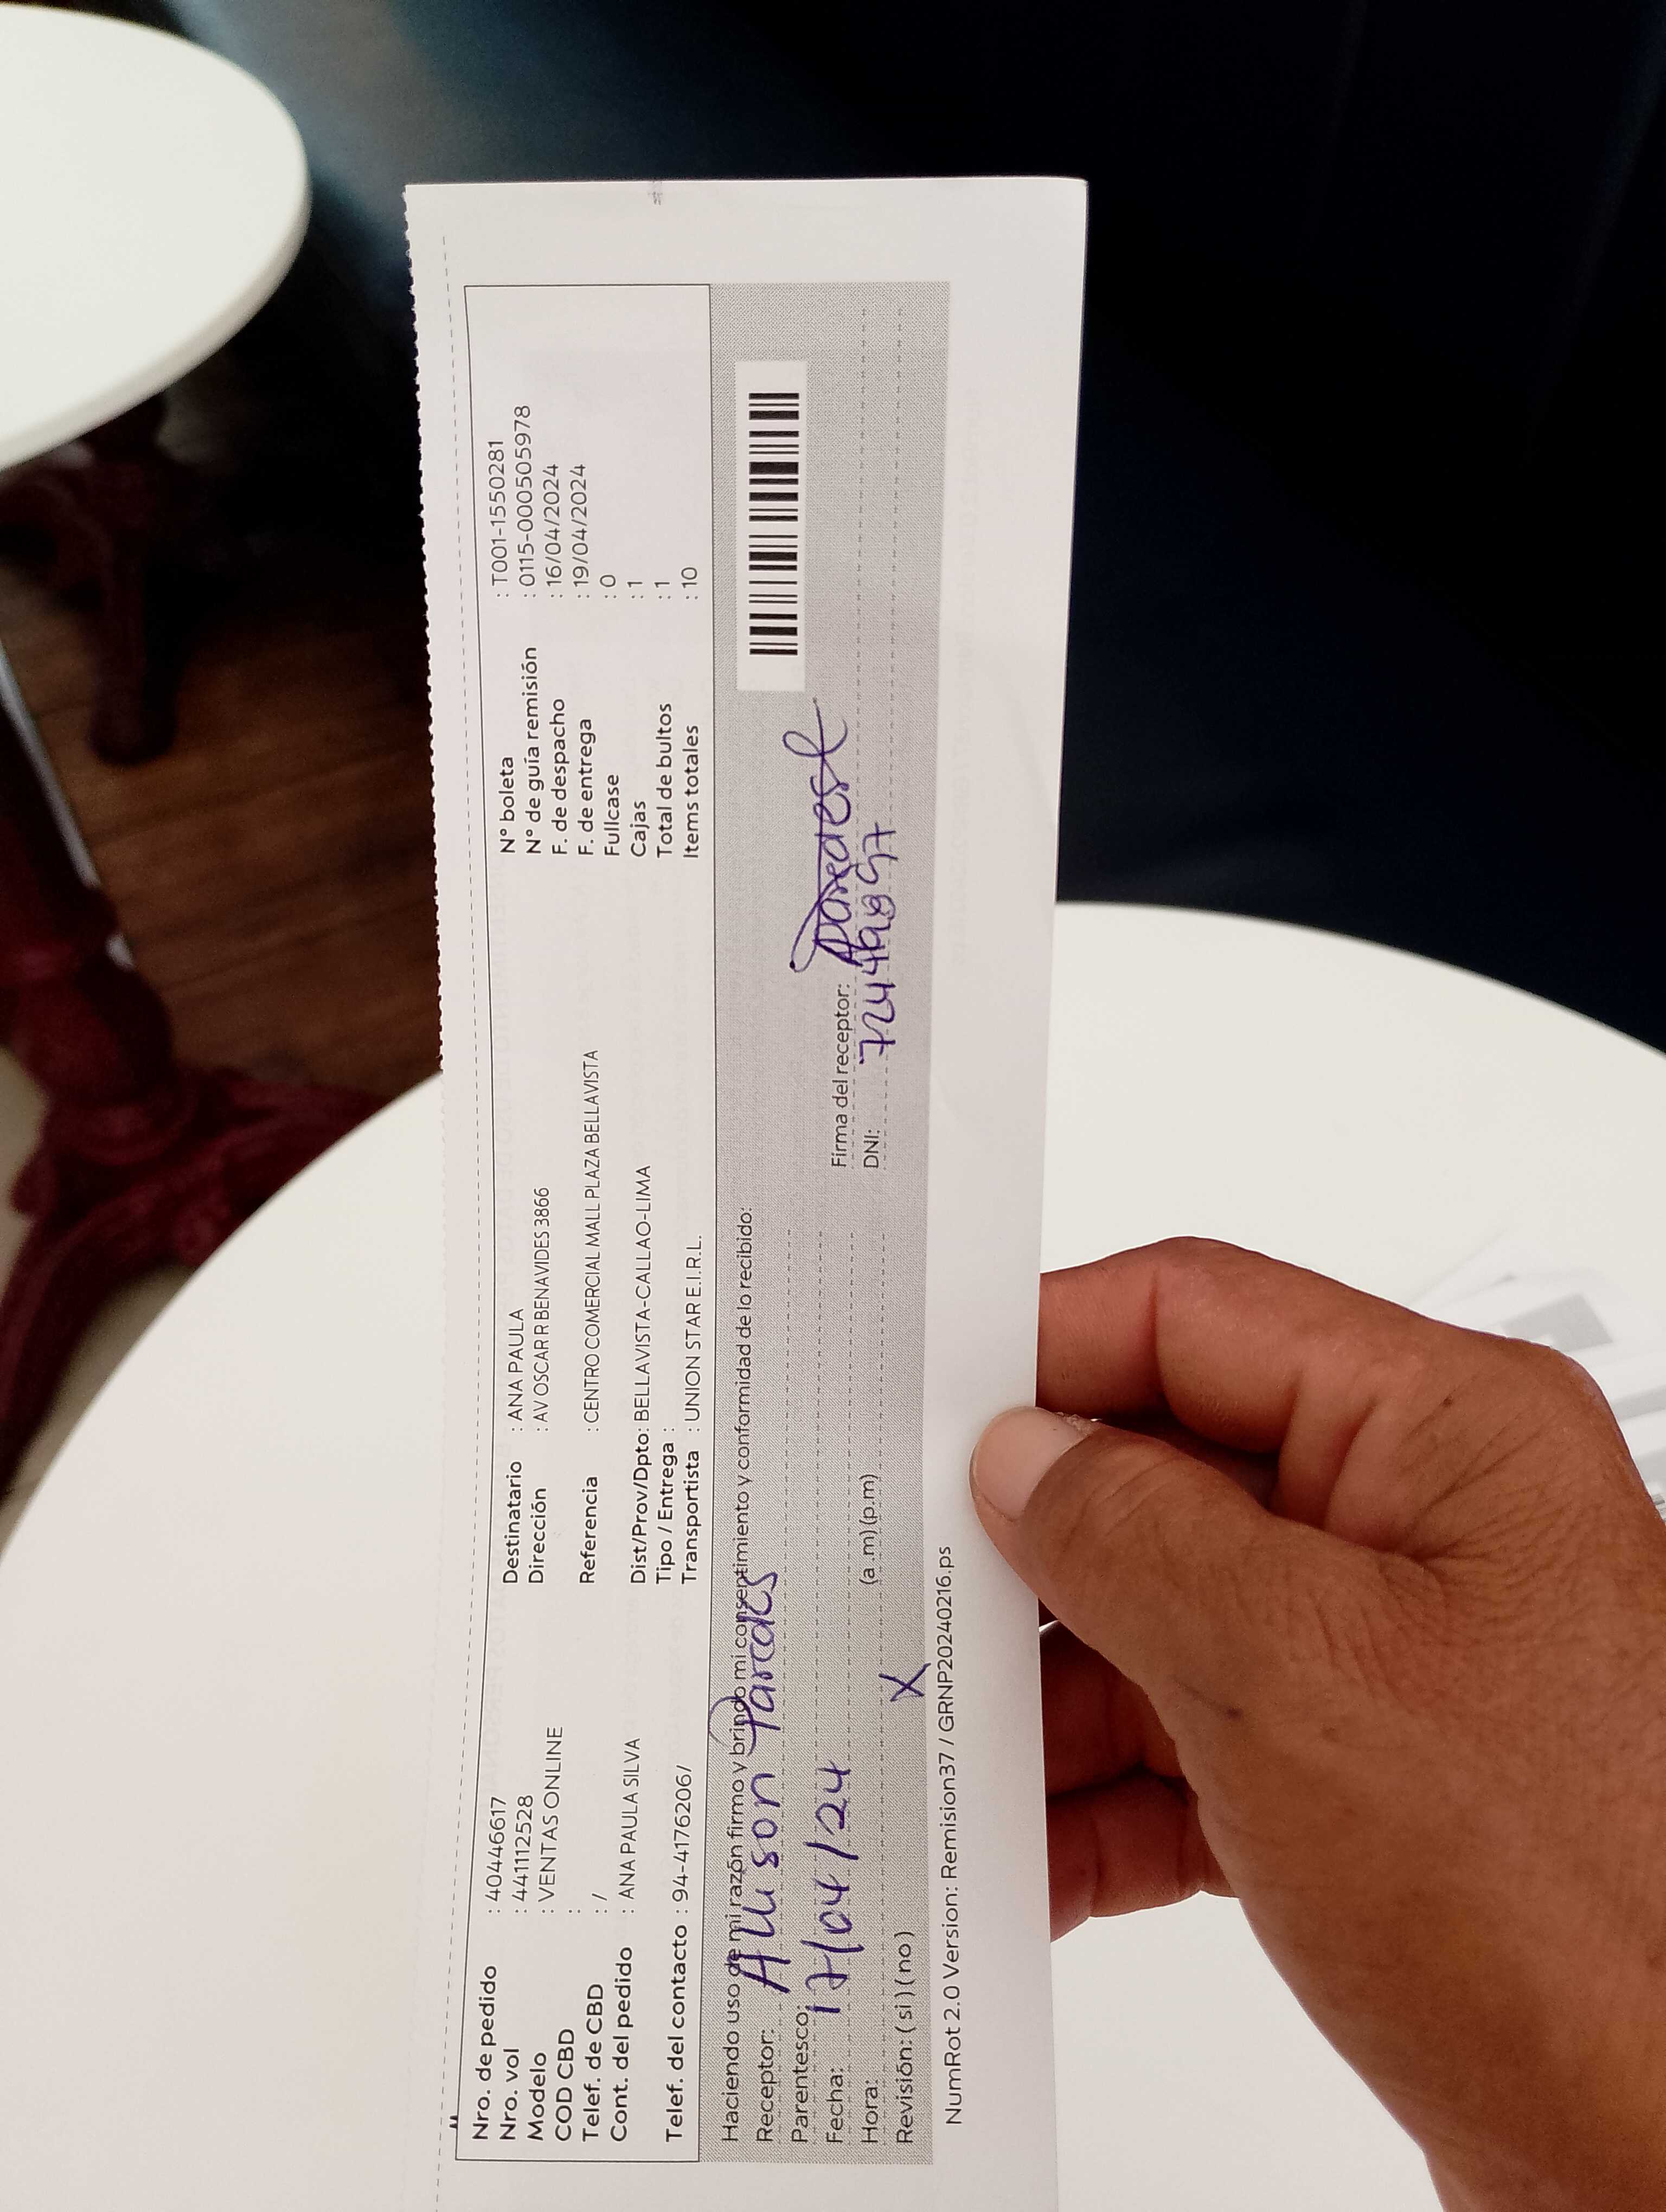 Nro. de pedido : 40446617
Nro. vol : 441112528
Modelo : VENTAS ONLINE
COD CBD :
Telef. de CBD : /
Cont. del pedido : ANA PAULA SILVA
Telef. del contacto : 94-4176206/
Destinatario : ANA PAULA
Dirección : AV OSCAR R BENAVIDES 3866
Referencia : CENTRO COMERCIAL MALL PLAZA BELLAVISTA
Dist/Prov/Dpto: BELLAVISTA-CALLAO-LIMA
Tipo / Entrega :
Transportista : UNION STAR E.I.R.L.
N° boleta : T001-1550281
N° de guía remisión : 0115-0005059778
F. de despacho : 16/04/2024
F. de entrega : 19/04/2024
Fullcase : 0
Cajas : 1
Total de bultos : 1
Items totales : 10
Haciendo uso de mi razón firmo y brindo mi consentimiento y conformidad de lo recibido:
Receptor: Allison Paredes
Parentesco:
Fecha: 17/04/24
Hora: (a.m) (p.m)
Revisión: ( si ) ( no ) X
Firma del receptor:
DNI:
NumRot 2.0 Version: Remision37 / GRNP20240216.ps